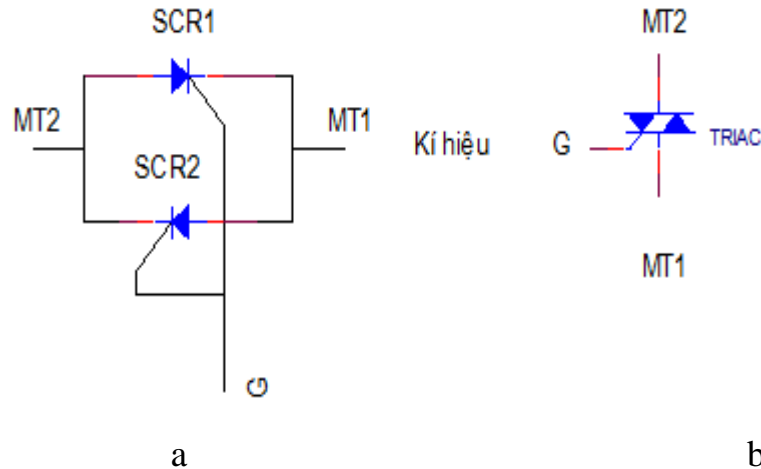 SCR1
MT2
MT2
MT1
Kí hiệu
G
TRIAC
SCR2
MT1
G
a
b